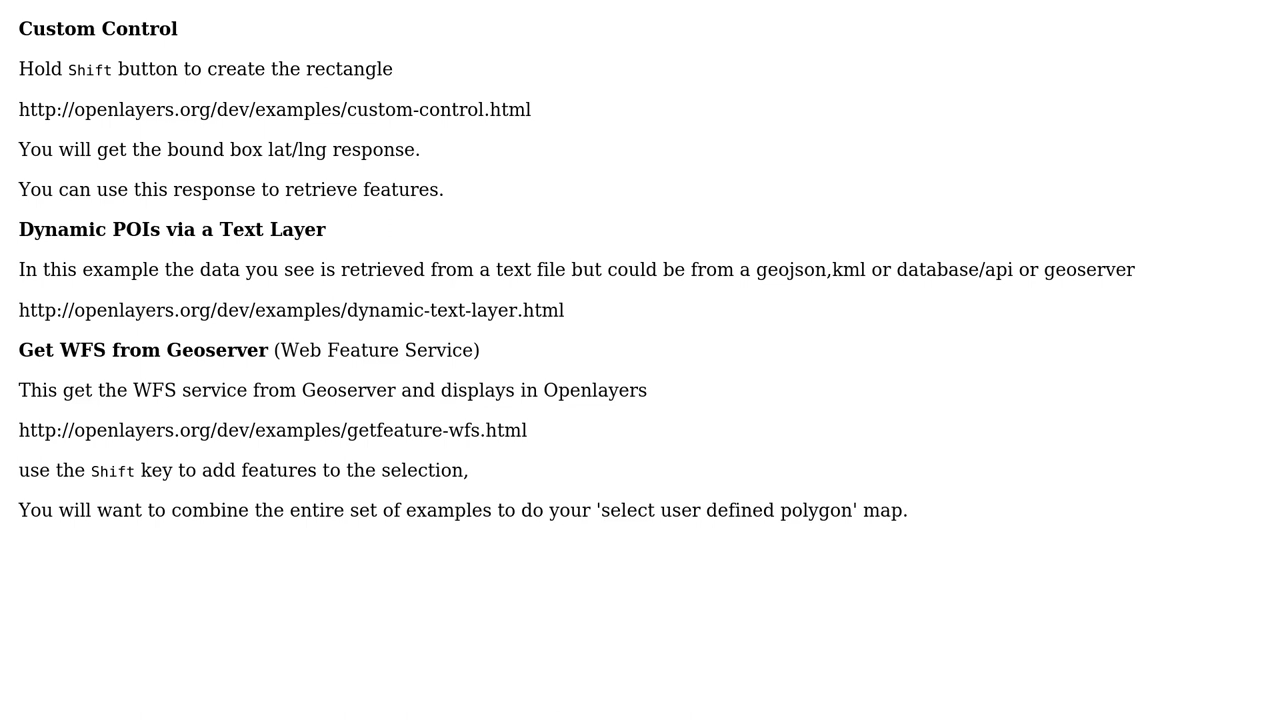 Custom Control
Hold Shift button to create the rectangle
http://openlayers.org/dev/examples/custom-control.html
You will get the bound box lat/lng response.
You can use this response to retrieve features.
Dynamic POIs via a Text Layer
In this example the data you see is retrieved from a text file but could be from a geojson,kml or database/api or geoserver
http://openlayers.org/dev/examples/dynamic-text-layer.html
Get WFS from Geoserver (Web Feature Service)
This get the WFS service from Geoserver and displays in Openlayers
http://openlayers.org/dev/examples/getfeature-wfs.html
use the Shift key to add features to the selection,
You will want to combine the entire set of examples to do your 'select user defined polygon' map.